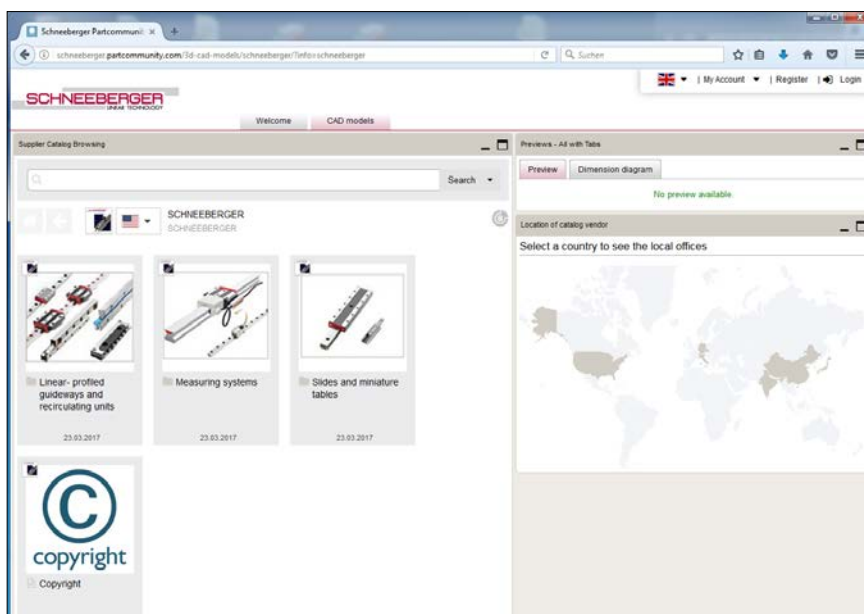 Schneeberger Partcommunit
schneeberger.partcommunity.com/3d-cad-models/schneeberger/?info=schneeberger
Suchen
My Account | Register | Login
SCHNEEBERGER
LINEAR TECHNOLOGY
Welcome
CAD models
Supplier Catalog Browsing
Search
SCHNEEBERGER
SCHNEEBERGER
Linear- profiled
guideways and
recirculating units
23.03.2017
Measuring systems
23.03.2017
Slides and miniature
tables
23.03.2017
©
copyright
Copyright
Previews - All with Tabs
Preview
Dimension diagram
No preview available.
Location of catalog vendor
Select a country to see the local offices